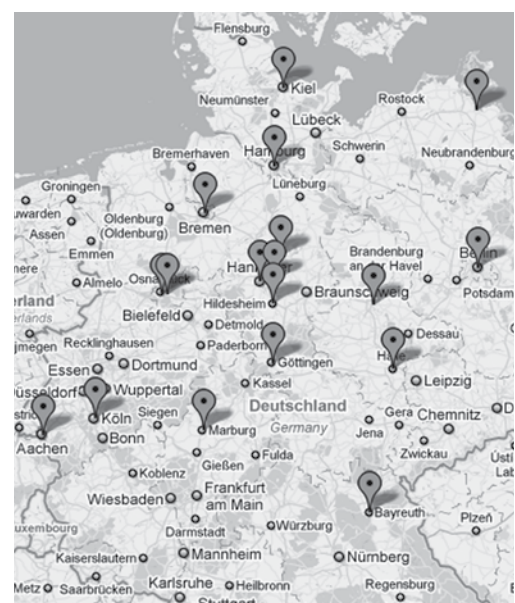 Flensburg
Kiel
Neumünster
Rostock
Lübeck
Hamburg
Schwerin
Bremerhaven
Neubrandenburg
Groningen
Lüneburg
Assen
Oldenburg
(Oldenburg)
Bremen
Emmen
Berlin
Brandenburg
an der Havel
Almelo
Potsdam
Hildesheim
Braunschweig
Bielefeld
Detmold
Dessau
Recklinghausen
Paderborn
Göttingen
Essen
Dortmund
Kassel
Leipzig
Düsseldorf
Wuppertal
Deutschland
Germany
Köln
Siegen
Marburg
Gera
Chemnitz
Jena
Aachen
Bonn
Zwickau
Gießen
Fulda
Koblenz
Wiesbaden
Frankfurt
am Main
Bayreuth
Würzburg
Plzeň
Darmstadt
Kaiserslautern
Mannheim
Nürnberg
Metz
Saarbrücken
Karlsruhe
Heilbronn
Regensburg
Stuttgart